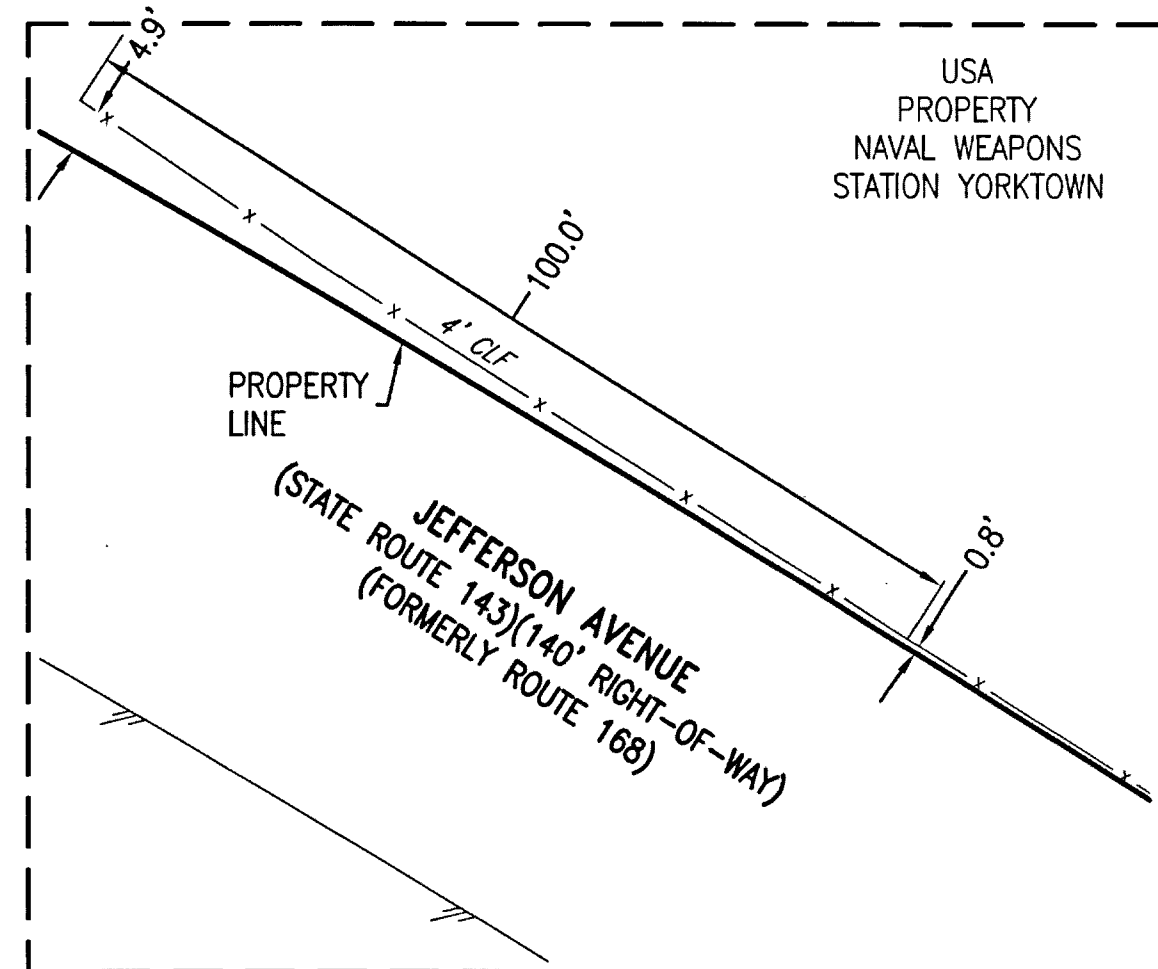 4.9'
USA
PROPERTY
NAVAL WEAPONS
STATION YORKTOWN
100.0'
4' CLF
PROPERTY
LINE
0.8'
JEFFERSON AVENUE
(STATE ROUTE 143)(140' RIGHT-OF-WAY)
(FORMERLY ROUTE 168)